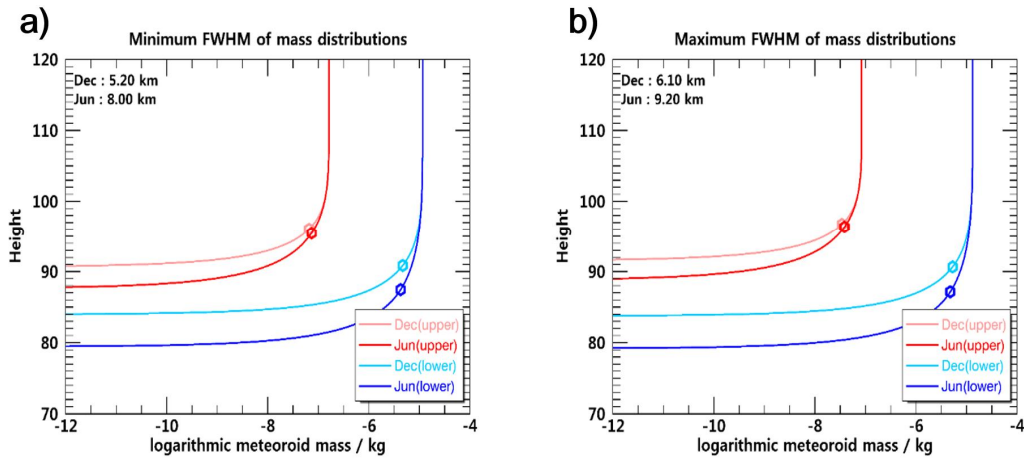 a)
Minimum FWHM of mass distributions
Dec : 5.20 km
Jun : 8.00 km
120
110
100
90
80
70
Height
Dec(upper)
Jun(upper)
Dec(lower)
Jun(lower)
-12
-10
-8
-6
-4
logarithmic meteoroid mass / kg
b)
Maximum FWHM of mass distributions
Dec : 6.10 km
Jun : 9.20 km
120
110
100
90
80
70
Height
Dec(upper)
Jun(upper)
Dec(lower)
Jun(lower)
-12
-10
-8
-6
-4
logarithmic meteoroid mass / kg